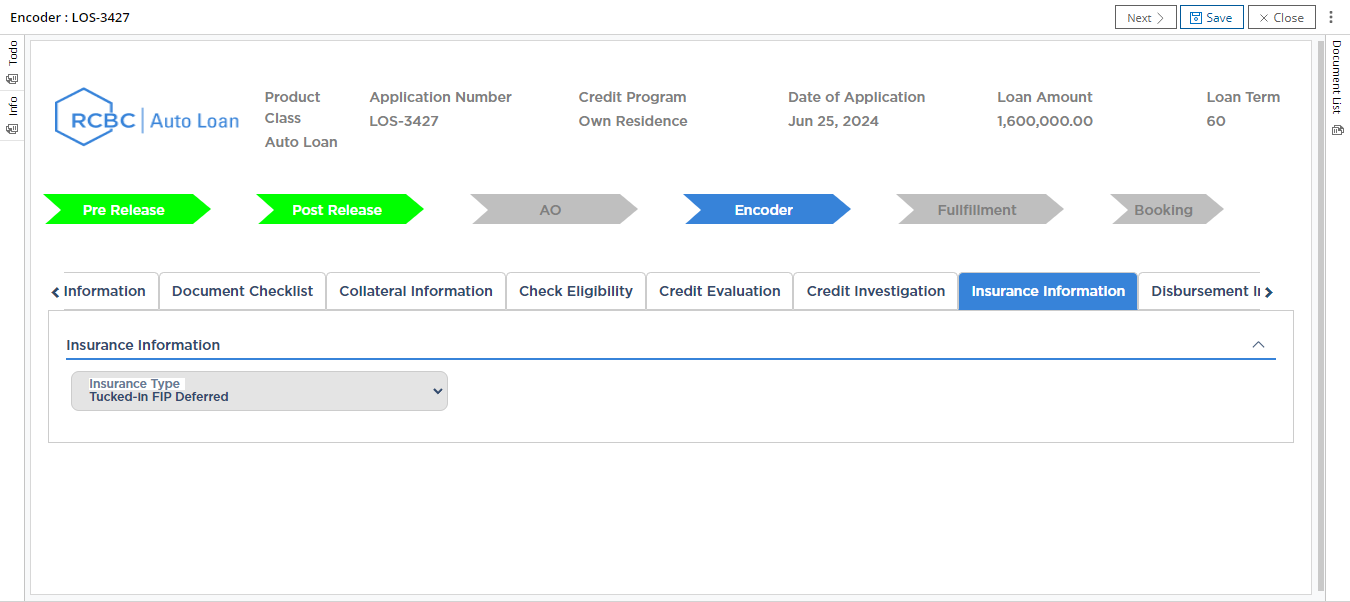 Encoder : LOS-3427
Next
Save
Close
Todo
Info
Document List
RCBC Auto Loan
Product Class
Auto Loan
Application Number
LOS-3427
Credit Program
Own Residence
Date of Application
Jun 25, 2024
Loan Amount
1,600,000.00
Loan Term
60
Pre Release
Post Release
AO
Encoder
Fullfillment
Booking
Information
Document Checklist
Collateral Information
Check Eligibility
Credit Evaluation
Credit Investigation
Insurance Information
Disbursement
Insurance Information
Insurance Type
Tucked-in FIP Deferred